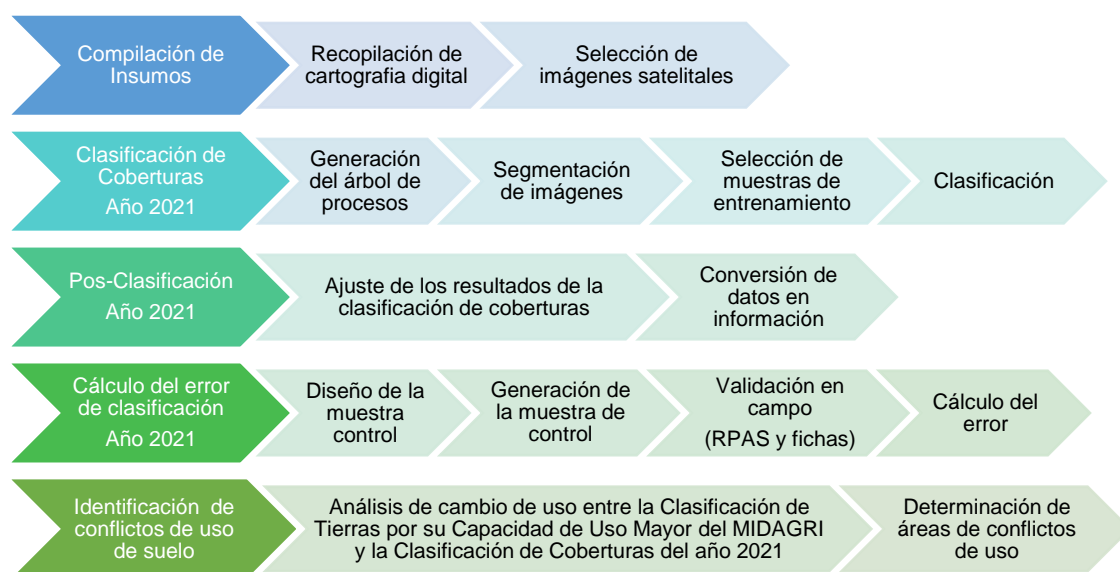 Compilación de
Insumos
Recopilación de
cartografia digital
Selección de
imágenes satelitales
Clasificación de
Coberturas
Año 2021
Generación
del árbol de
procesos
Segmentación
de imágenes
Selección de
muestras de
entrenamiento
Clasificación
Pos-Clasificación
Año 2021
Ajuste de los resultados de la
clasificación de coberturas
Conversión de
datos en
información
Cálculo del error
de clasificación
Año 2021
Diseño de la
muestra
control
Generación de
la muestra de
control
Validación en
campo
(RPAS y fichas)
Cálculo del
error
Identificación de
conflictos de uso
de suelo
Análisis de cambio de uso entre la Clasificación de
Tierras por su Capacidad de Uso Mayor del MIDAGRI
y la Clasificación de Coberturas del año 2021
Determinación de
áreas de conflictos
de uso